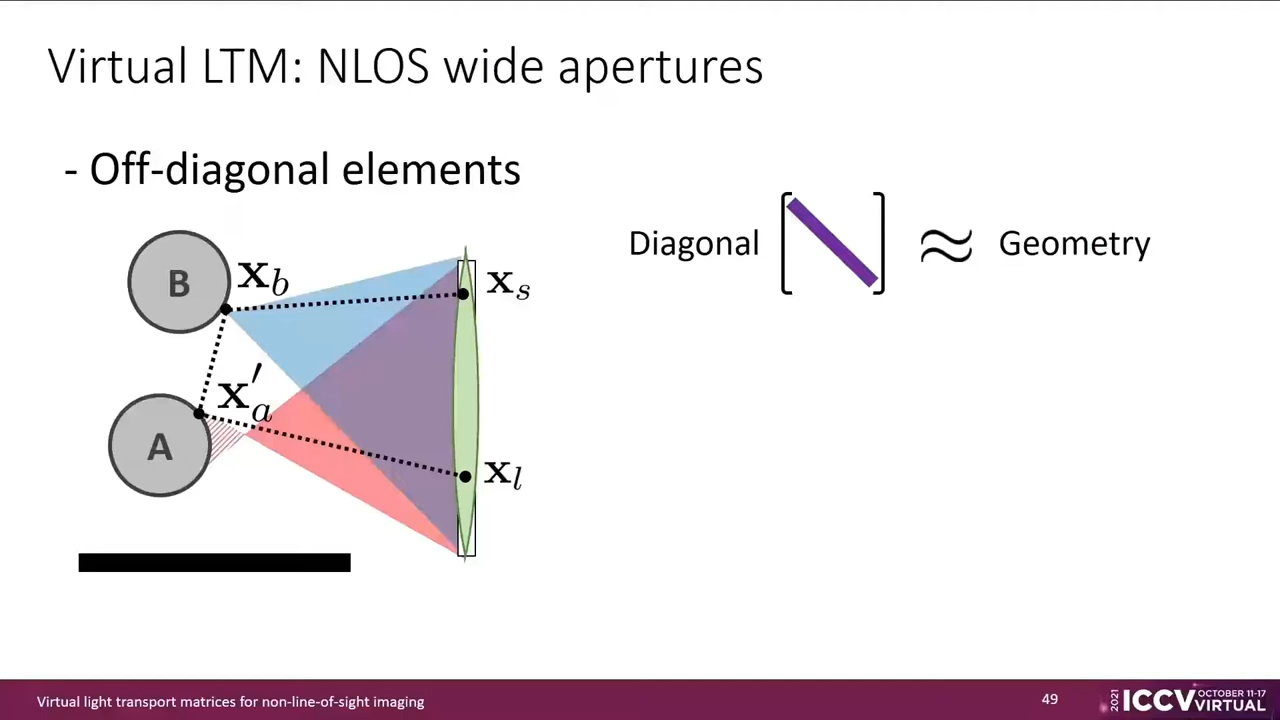 Virtual LTM: NLOS wide apertures
- Off-diagonal elements
B
x_b
x_s
Diagonal [ ] ≈ Geometry
A
x'_a
x_l
Virtual light transport matrices for non-line-of-sight imaging
49
2021
ICCV
OCTOBER 11-17
VIRTUAL